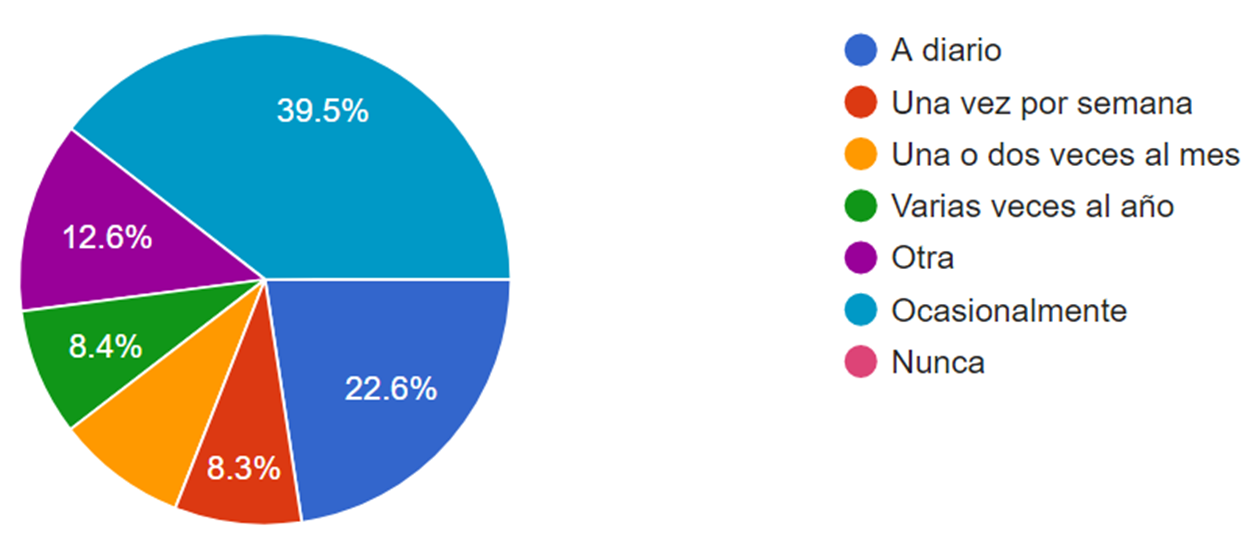 39.5%
12.6%
8.4%
8.3%
22.6%
A diario
Una vez por semana
Una o dos veces al mes
Varias veces al año
Otra
Ocasionalmente
Nunca